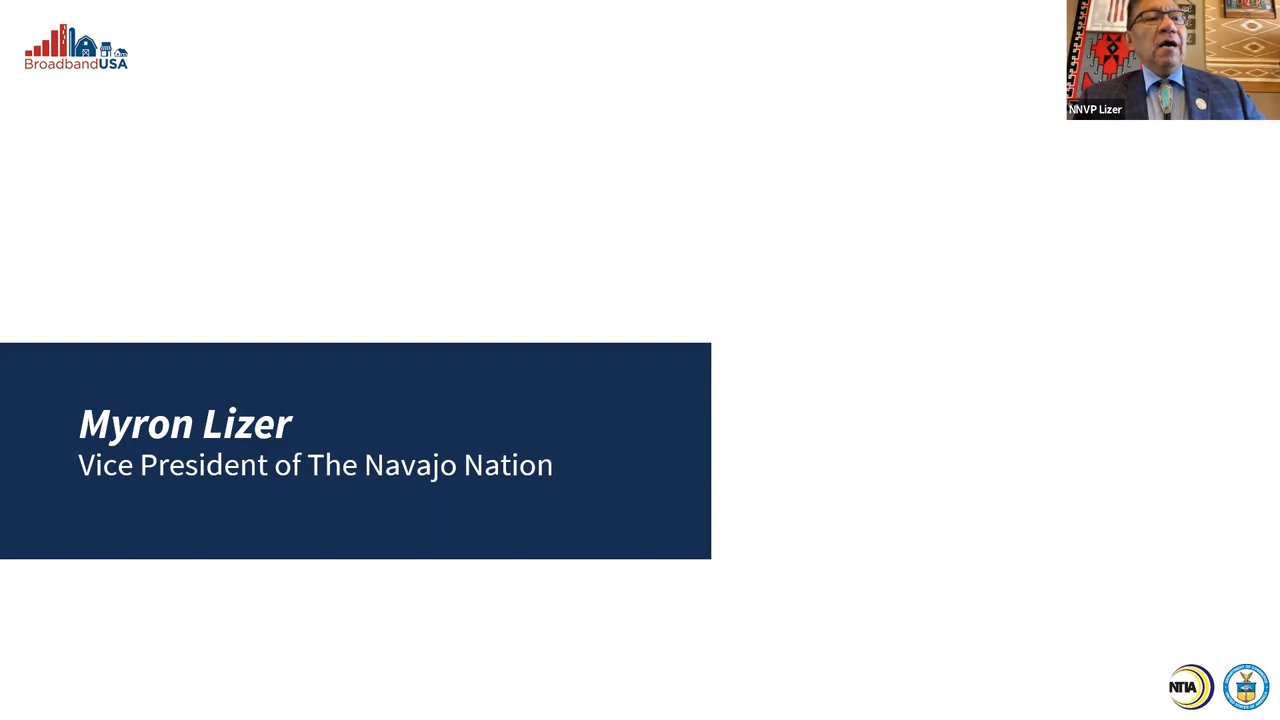 BroadbandUSA
NNVP Lizer
Myron Lizer
Vice President of The Navajo Nation
NTIA